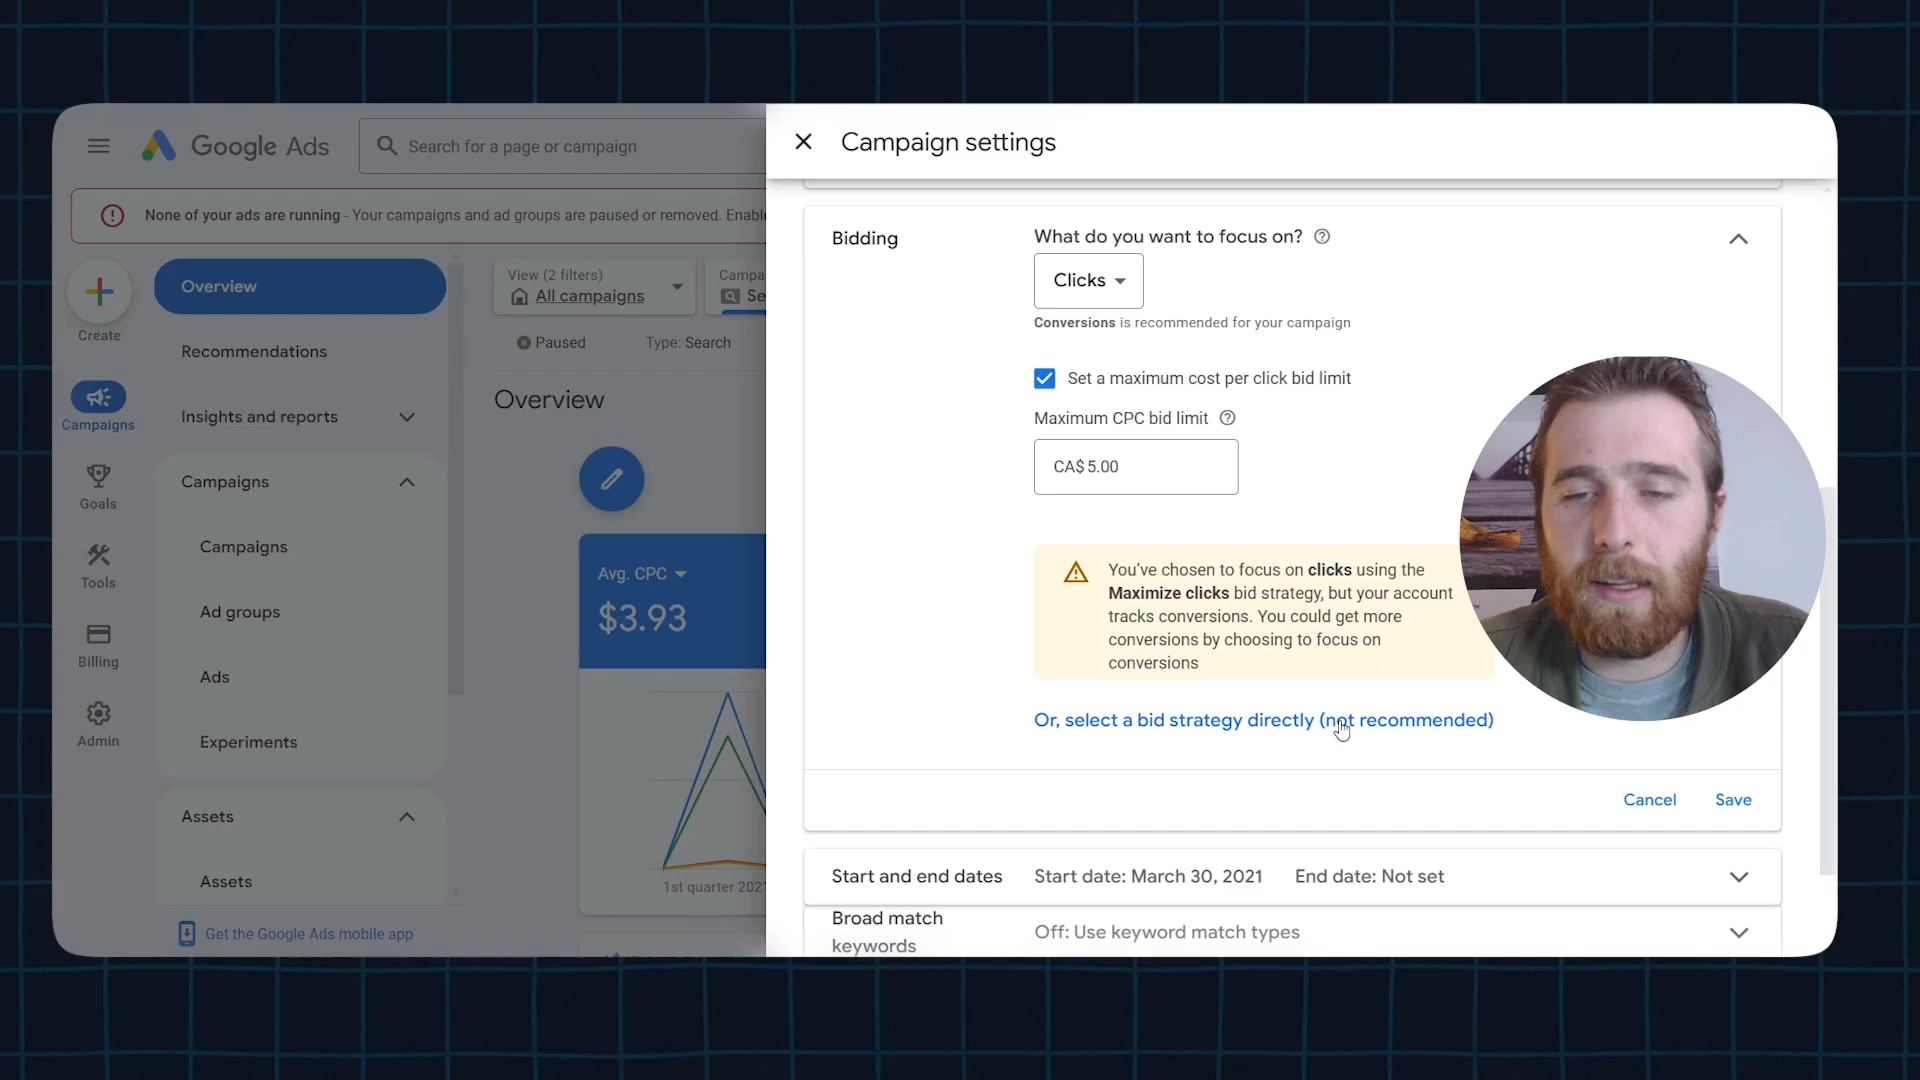 Google Ads
Search for a page or campaign
None of your ads are running - Your campaigns and ad groups are paused or removed. Enable
Create
Campaigns
Goals
Tools
Billing
Admin
Overview
Recommendations
Insights and reports
Campaigns
Campaigns
Ad groups
Ads
Experiments
Assets
Assets
Get the Google Ads mobile app
View (2 filters)
All campaigns
Campa
Se
Paused
Type: Search
Overview
Avg. CPC
$3.93
1st quarter 202
Campaign settings
Bidding
What do you want to focus on?
Clicks
Conversions is recommended for your campaign
Set a maximum cost per click bid limit
Maximum CPC bid limit
CA$ 5.00
You've chosen to focus on clicks using the
Maximize clicks bid strategy, but your account
tracks conversions. You could get more
conversions by choosing to focus on
conversions
Or, select a bid strategy directly (not recommended)
Cancel
Save
Start and end dates
Start date: March 30, 2021
End date: Not set
Broad match
keywords
Off: Use keyword match types